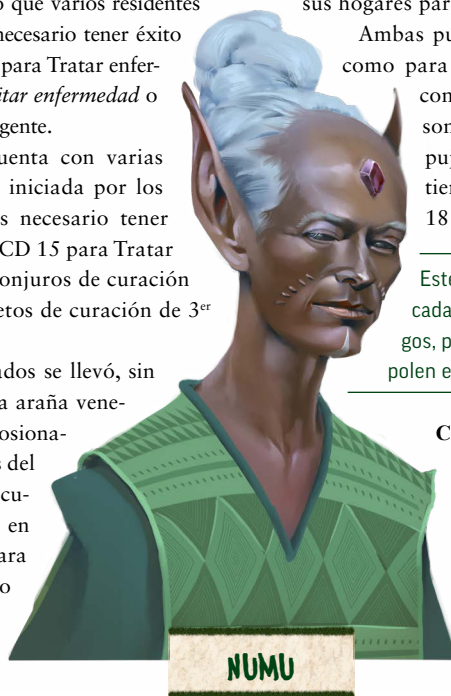 o que varios residentes
necesario tener éxito
para Tratar enfer-
itar enfermedad o
gente.
uenta con varias
iniciada por los
s necesario tener
CD 15 para Tratar
onjuros de curación
etos de curación de 3er
ados se llevó, sin
a araña vene-
osiona-
s del
cu-
en
ara
o
sus hogares par
Ambas pu
como para
con
son
pup
tien
18
Este
cada
gos, p
polen e
C
NUMU